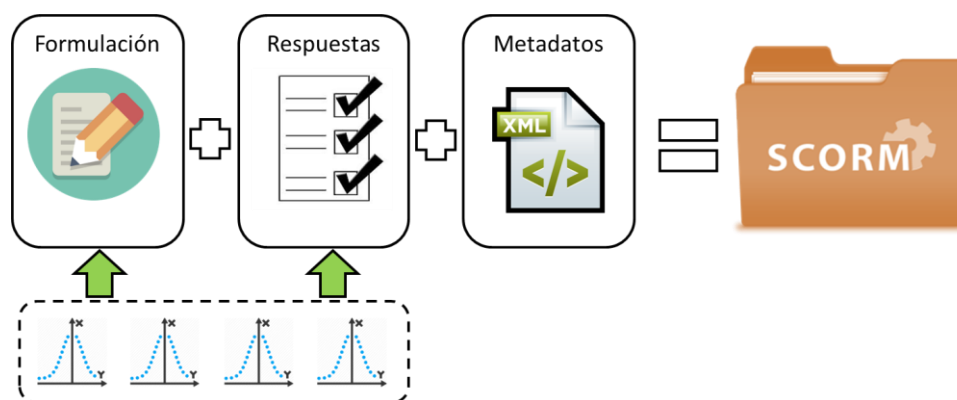 Formulación
Respuestas
Metadatos
XML
</>
SCORM
X
Y
X
Y
X
Y
X
Y